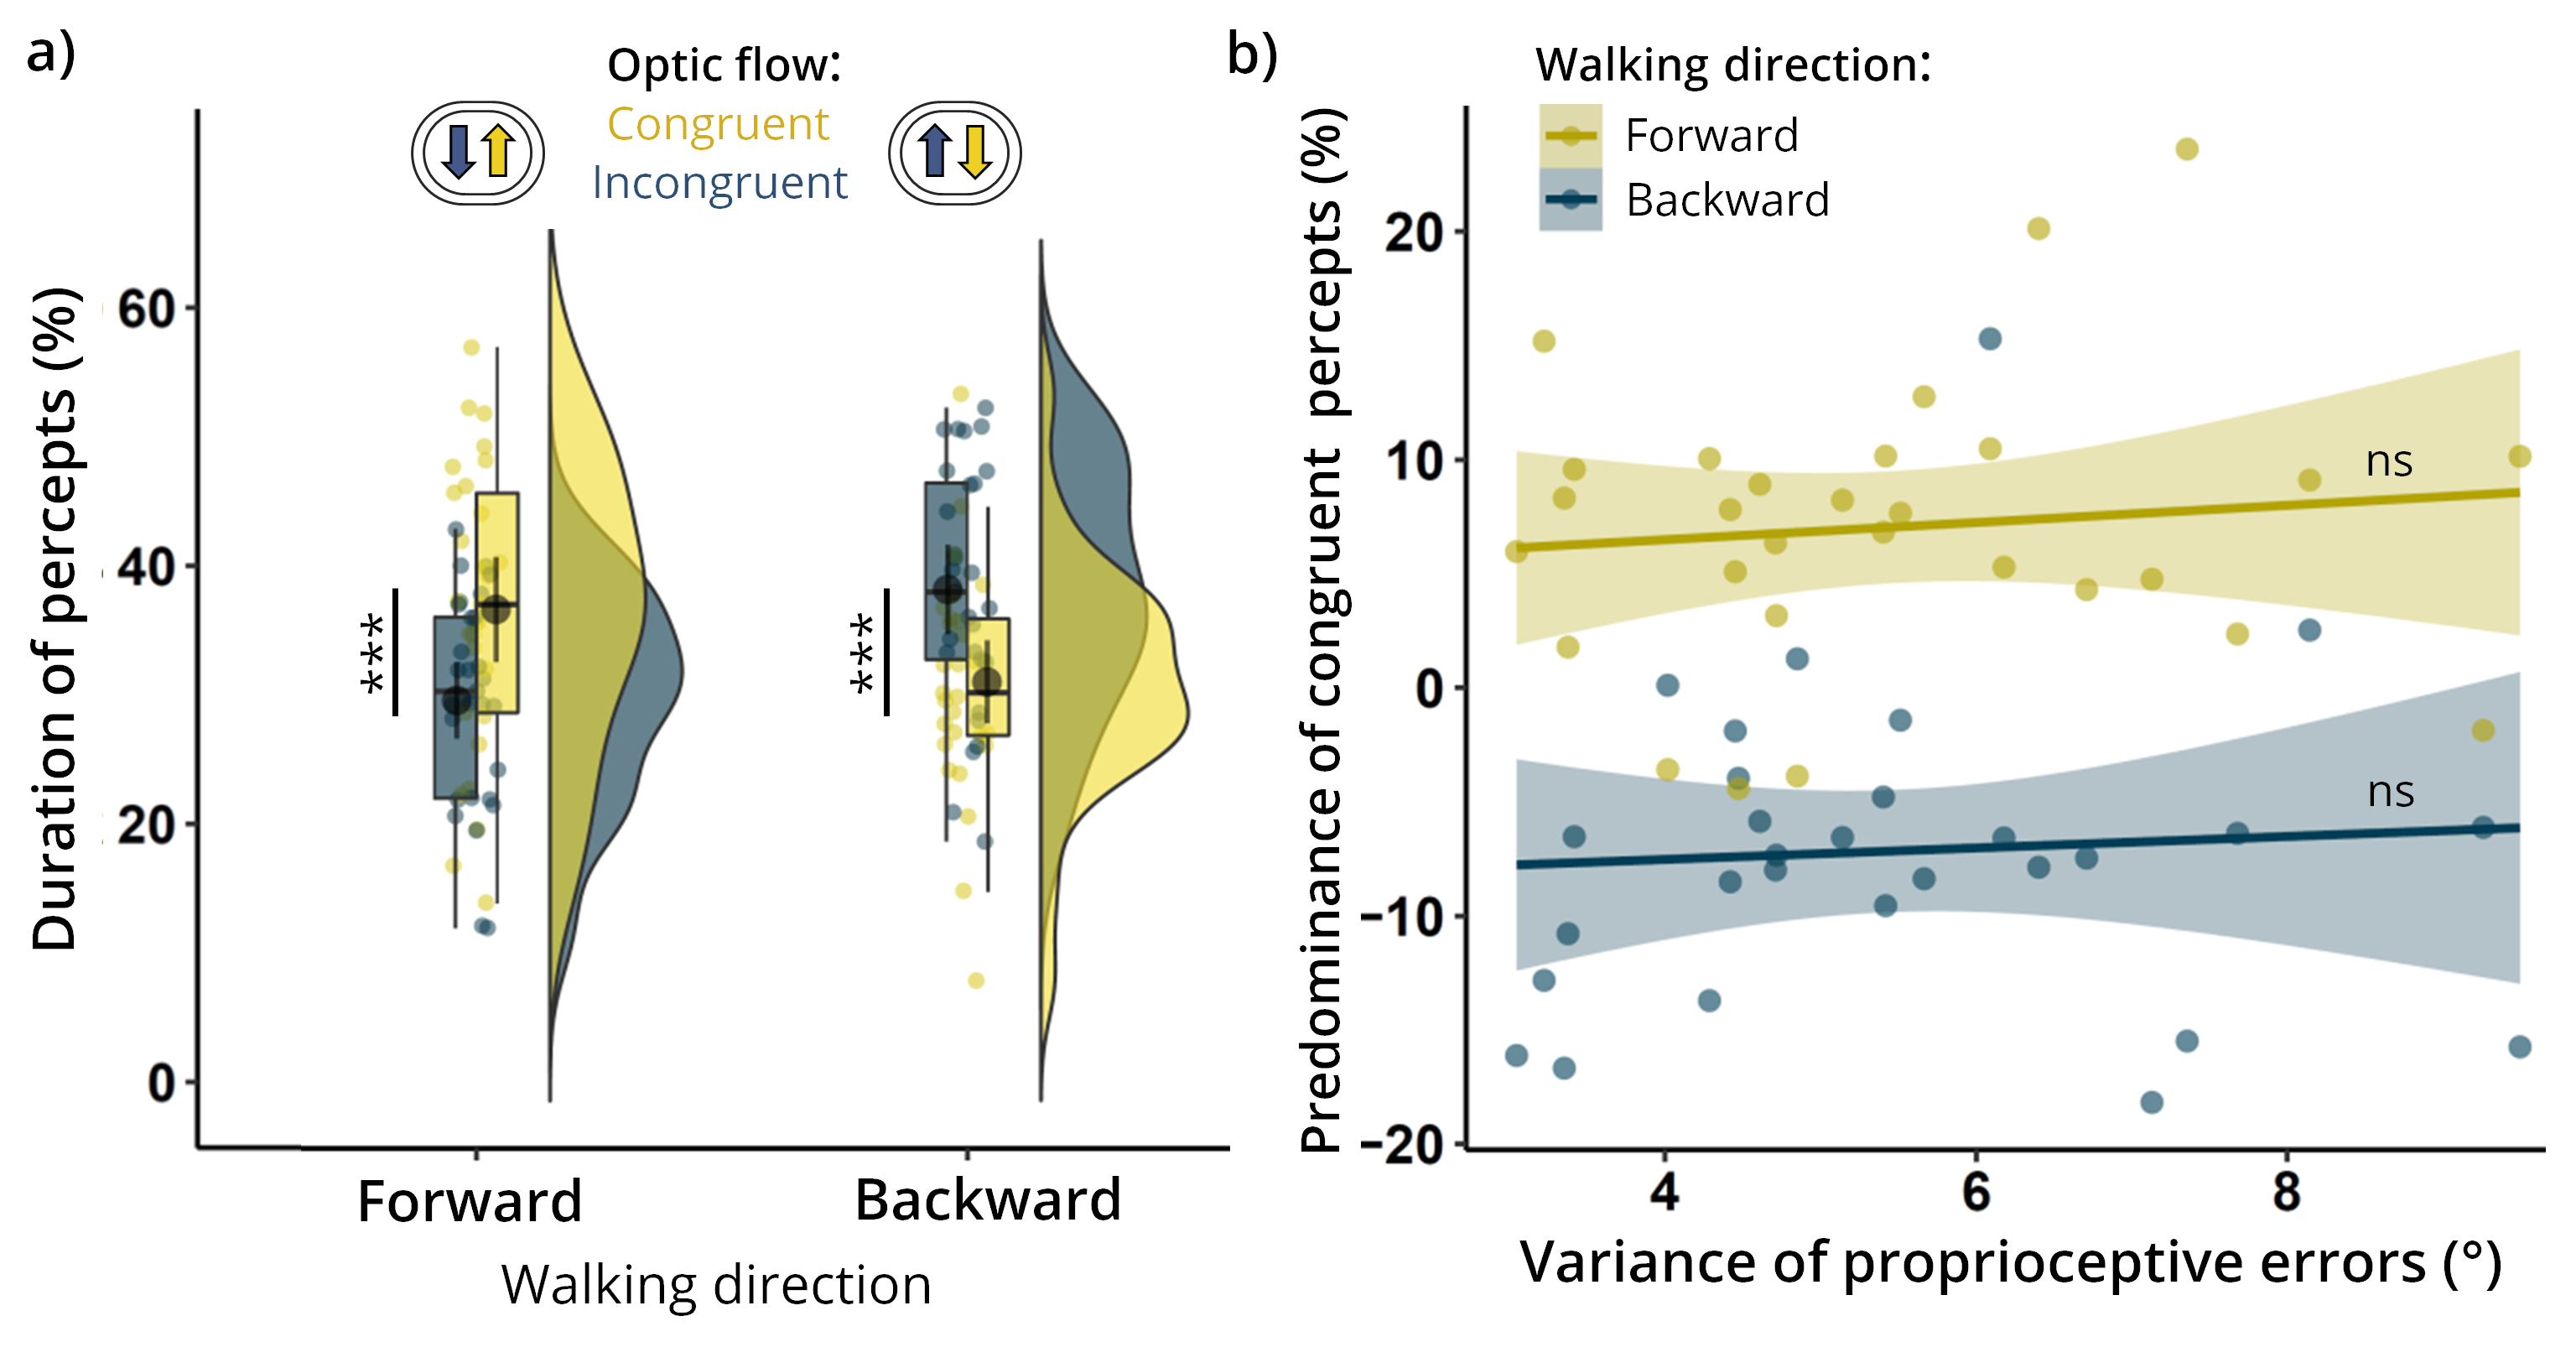 a)
Optic flow:
Congruent
Incongruent
Duration of percepts (%)
60
40
20
0
***
***
Forward
Backward
Walking direction
b)
Walking direction:
Forward
Backward
Predominance of congruent percepts (%)
20
10
0
−10
−20
ns
ns
4
6
8
Variance of proprioceptive errors (°)